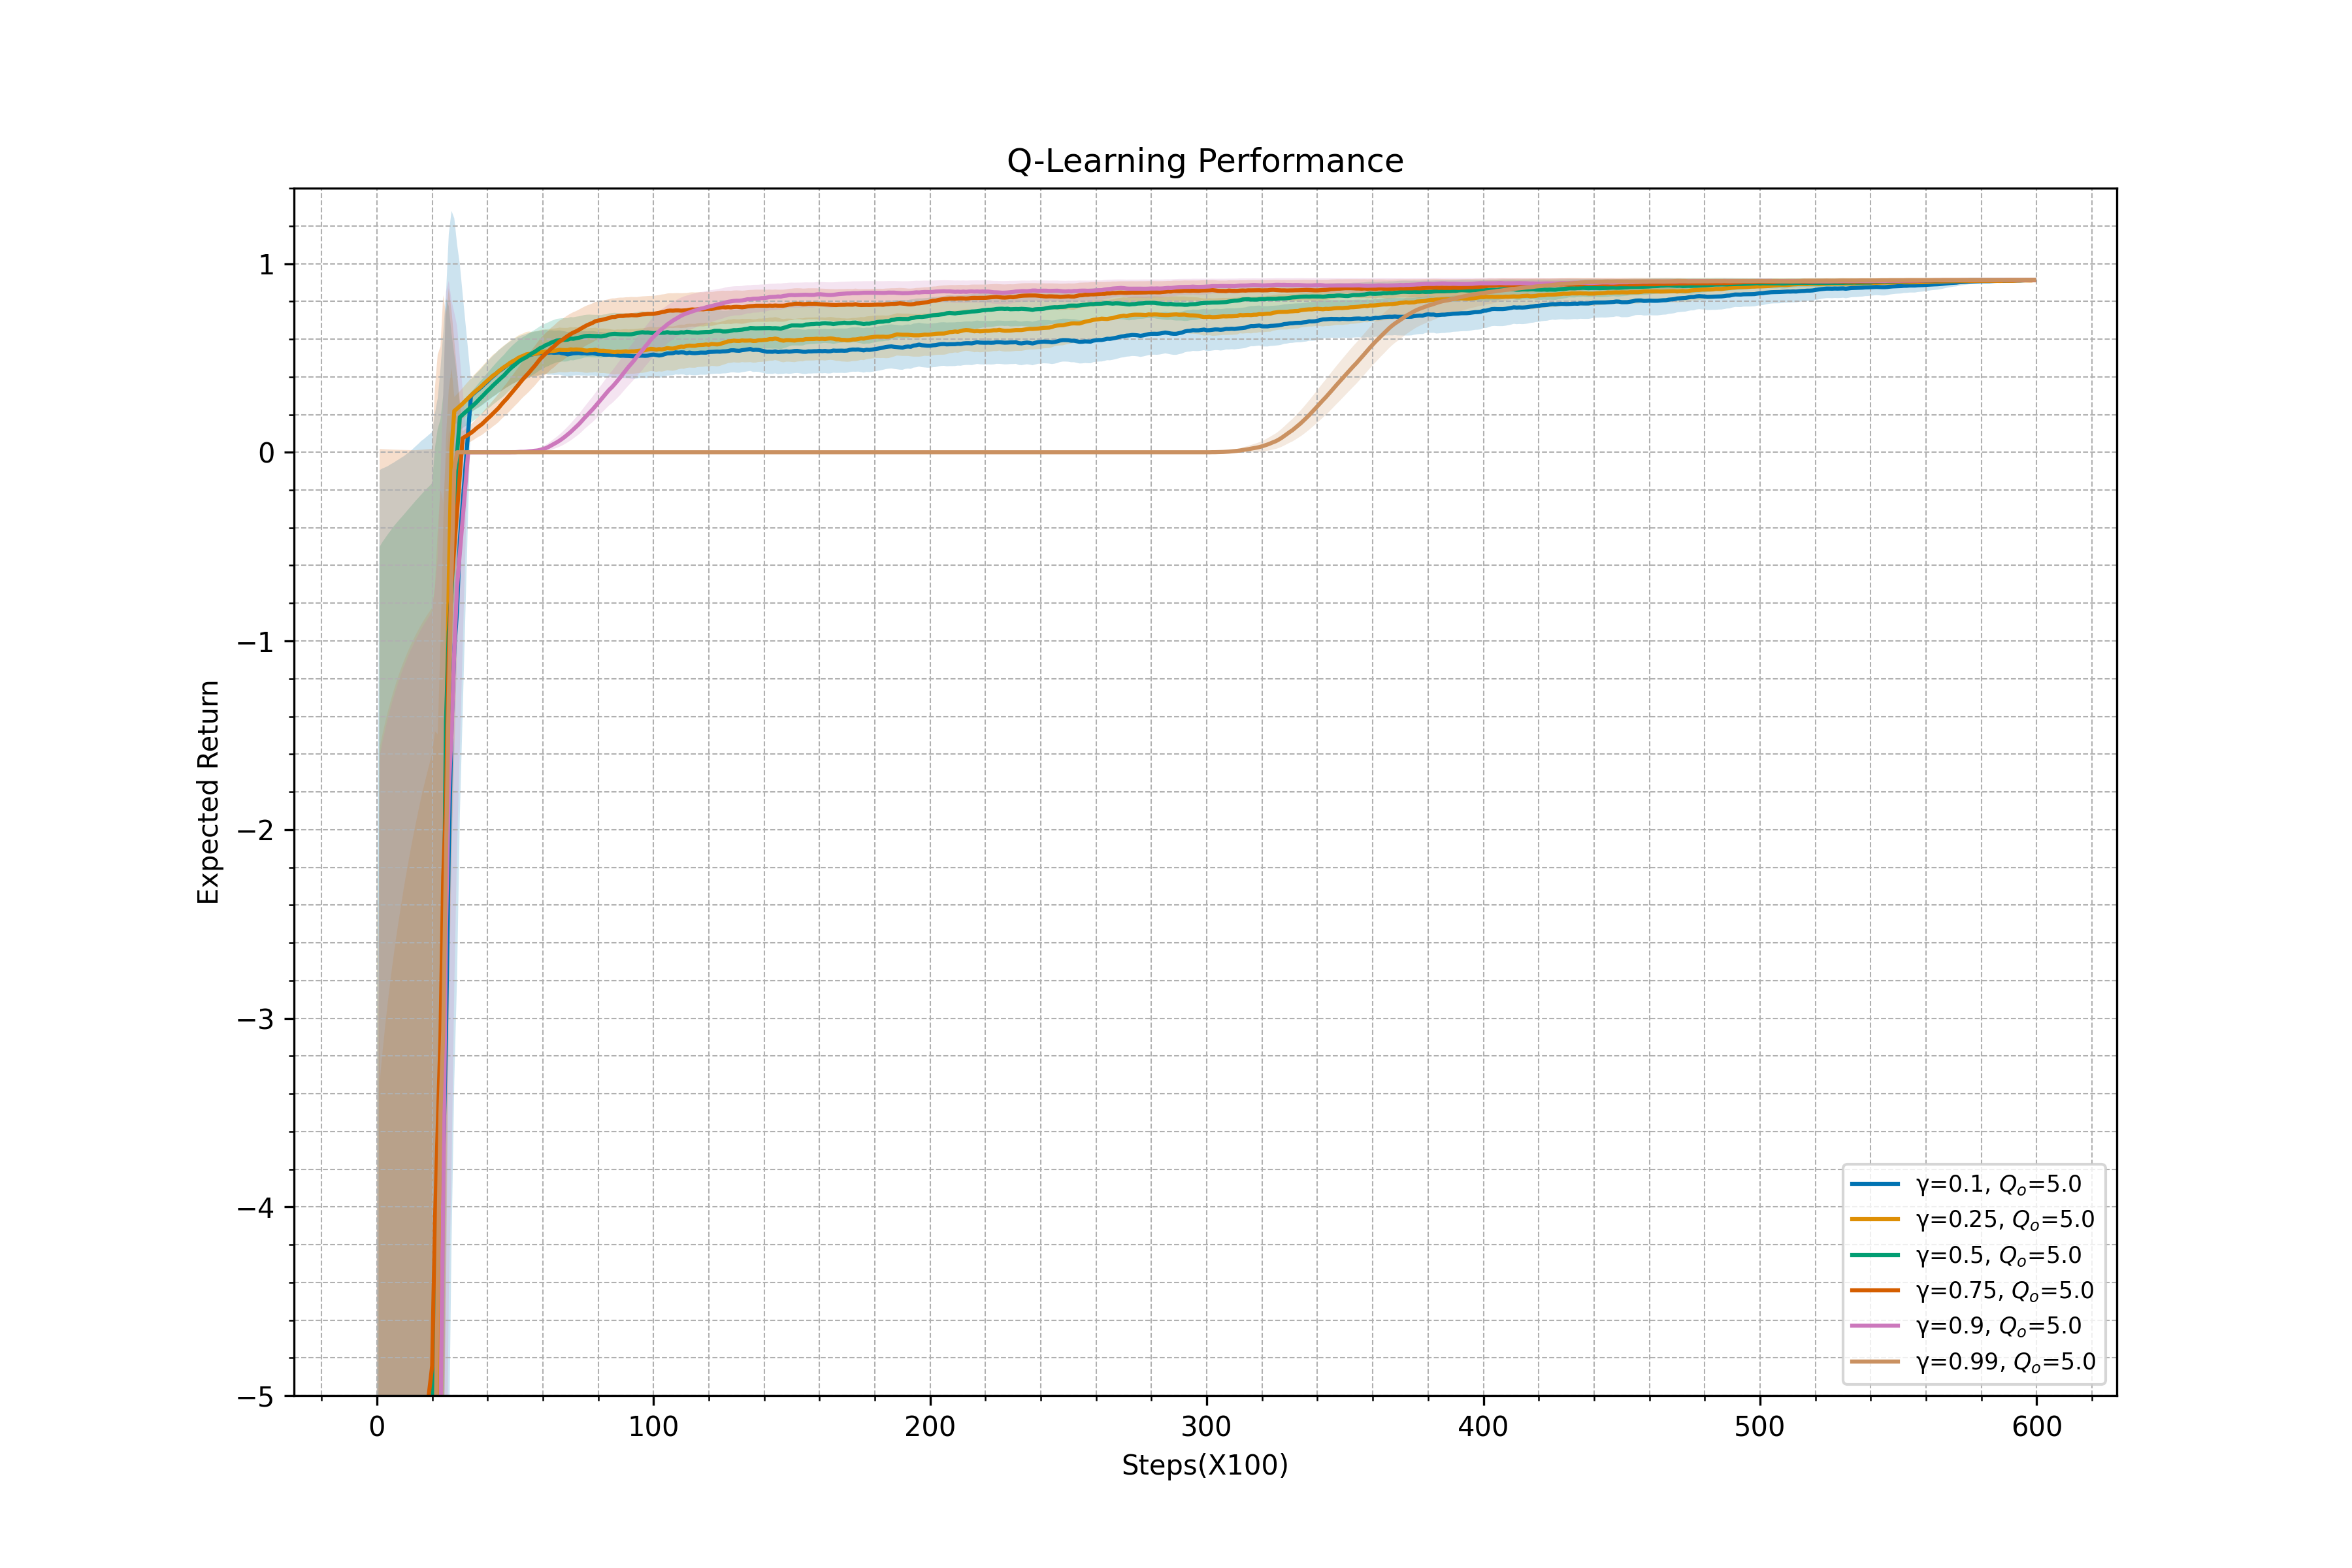 Q-Learning Performance
Expected Return
1
0
−1
−2
−3
−4
−5
0 100 200 300 400 500 600
Steps(X100)
γ=0.1, Qo=5.0
γ=0.25, Qo=5.0
γ=0.5, Qo=5.0
γ=0.75, Qo=5.0
γ=0.9, Qo=5.0
γ=0.99, Qo=5.0